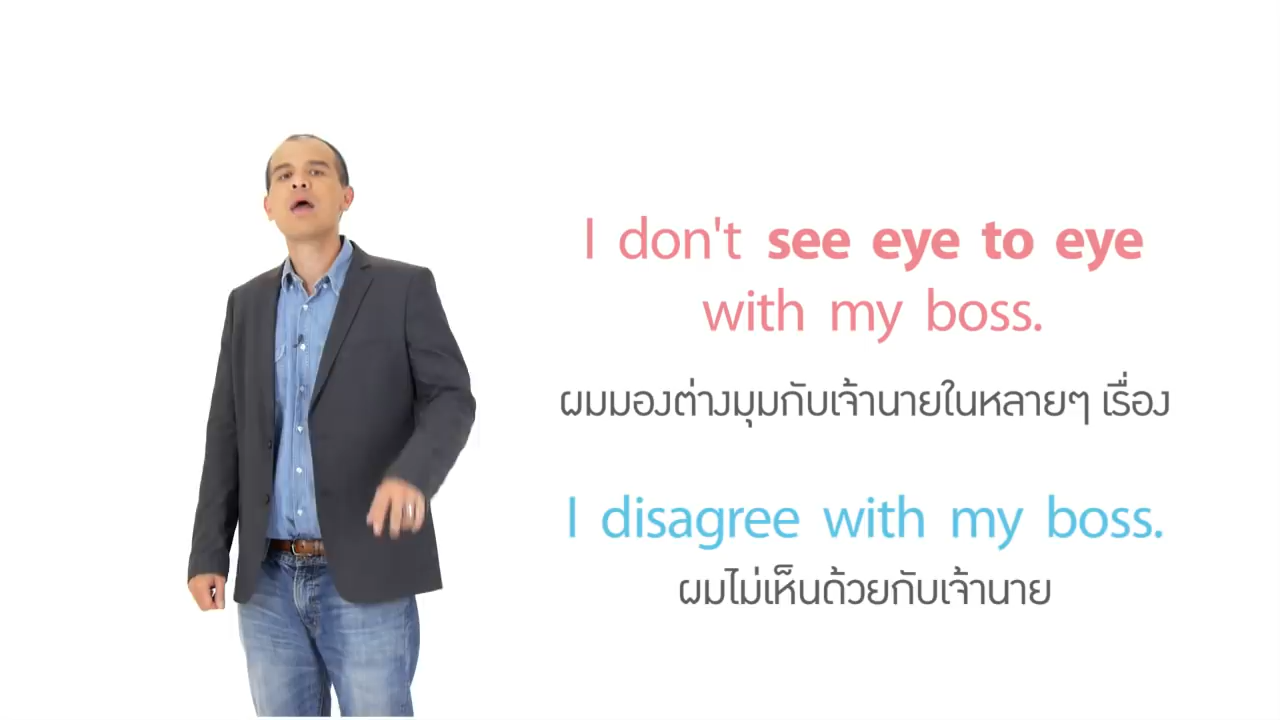 I don't see eye to eye
with my boss.
ผมมองต่างมุมกับเจ้านายในหลายๆ เรื่อง
I disagree with my boss.
ผมไม่เห็นด้วยกับเจ้านาย